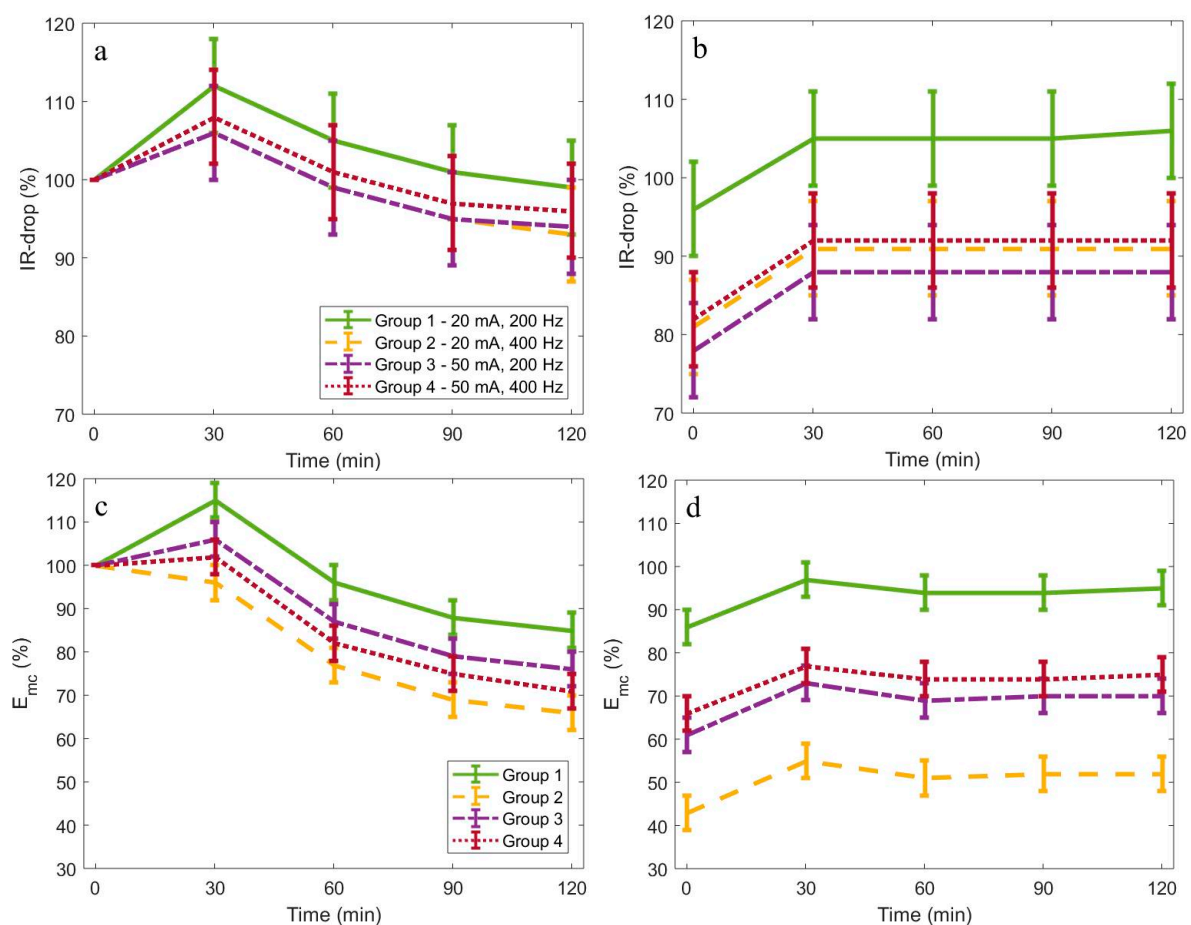 a
120
110
100
90
80
70
IR-drop (%)
0 30 60 90 120
Time (min)
Group 1 - 20 mA, 200 Hz
Group 2 - 20 mA, 400 Hz
Group 3 - 50 mA, 200 Hz
Group 4 - 50 mA, 400 Hz
b
120
110
100
90
80
70
IR-drop (%)
0 30 60 90 120
Time (min)
c
120
110
100
90
80
70
60
50
40
30
Emc (%)
0 30 60 90 120
Time (min)
Group 1
Group 2
Group 3
Group 4
d
120
110
100
90
80
70
60
50
40
30
Emc (%)
0 30 60 90 120
Time (min)